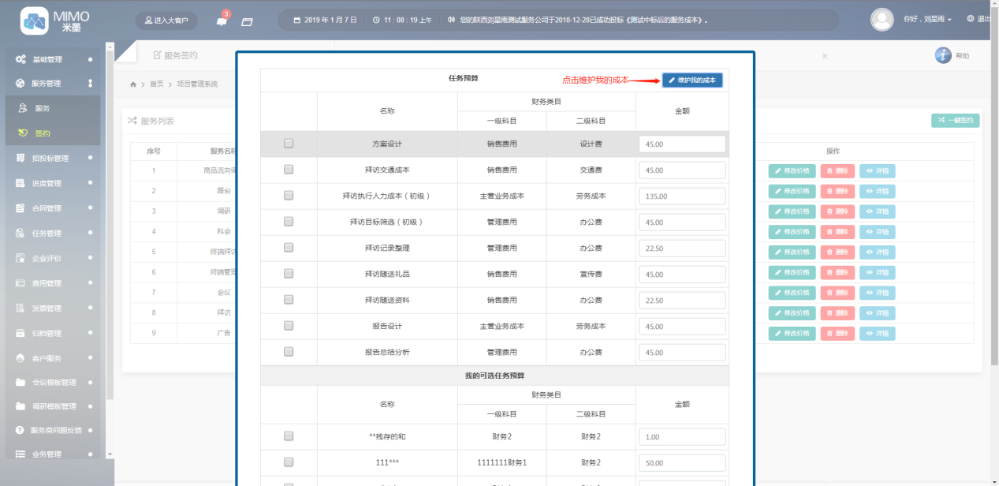 MIMO
米墨
进入大客户
3
2019 年 1 月 7 日
11 : 08 : 19 上午
您的陕西刘是雨测试服务公司于2018-12-28已成功投标《测试中标后的服务成本》。
你好 , 刘是雨
退出
基础管理
服务管理
服务
签约
招投标管理
进度管理
合同管理
任务管理
企业评价
费用管理
发票管理
归档管理
客户服务
会议模板管理
调研模板管理
服务商问题反馈
业务管理
服务签约
×
帮助
首页
项目管理系统
服务列表
一键签约
序号 服务名称 操作
1 商品流向调 修改价格 删除 详情
2 跟台 修改价格 删除 详情
3 调研 修改价格 删除 详情
4 科会 修改价格 删除 详情
5 终端拜访 修改价格 删除 详情
6 终端管理 修改价格 删除 详情
7 会议 修改价格 删除 详情
8 拜访 修改价格 删除 详情
9 广告 修改价格 删除 详情
任务预算 点击维护我的成本 维护我的成本
名称 财务类目 金额
一级科目 二级科目
方案设计 销售费用 设计费 45.00
拜访交通成本 销售费用 交通费 45.00
拜访执行人力成本（初级） 主营业务成本 劳务成本 135.00
拜访目标筛选（初级） 管理费用 办公费 45.00
拜访记录整理 管理费用 办公费 22.50
拜访随送礼品 销售费用 宣传费 45.00
拜访随送资料 销售费用 办公费 22.50
报告设计 主营业务成本 劳务成本 45.00
报告总结分析 管理费用 办公费 45.00
我的可选任务预算
名称 财务类目 金额
一级科目 二级科目
**残存的和 财务2 财务2 1.00
111*** 1111111财务1 财务2 50.00